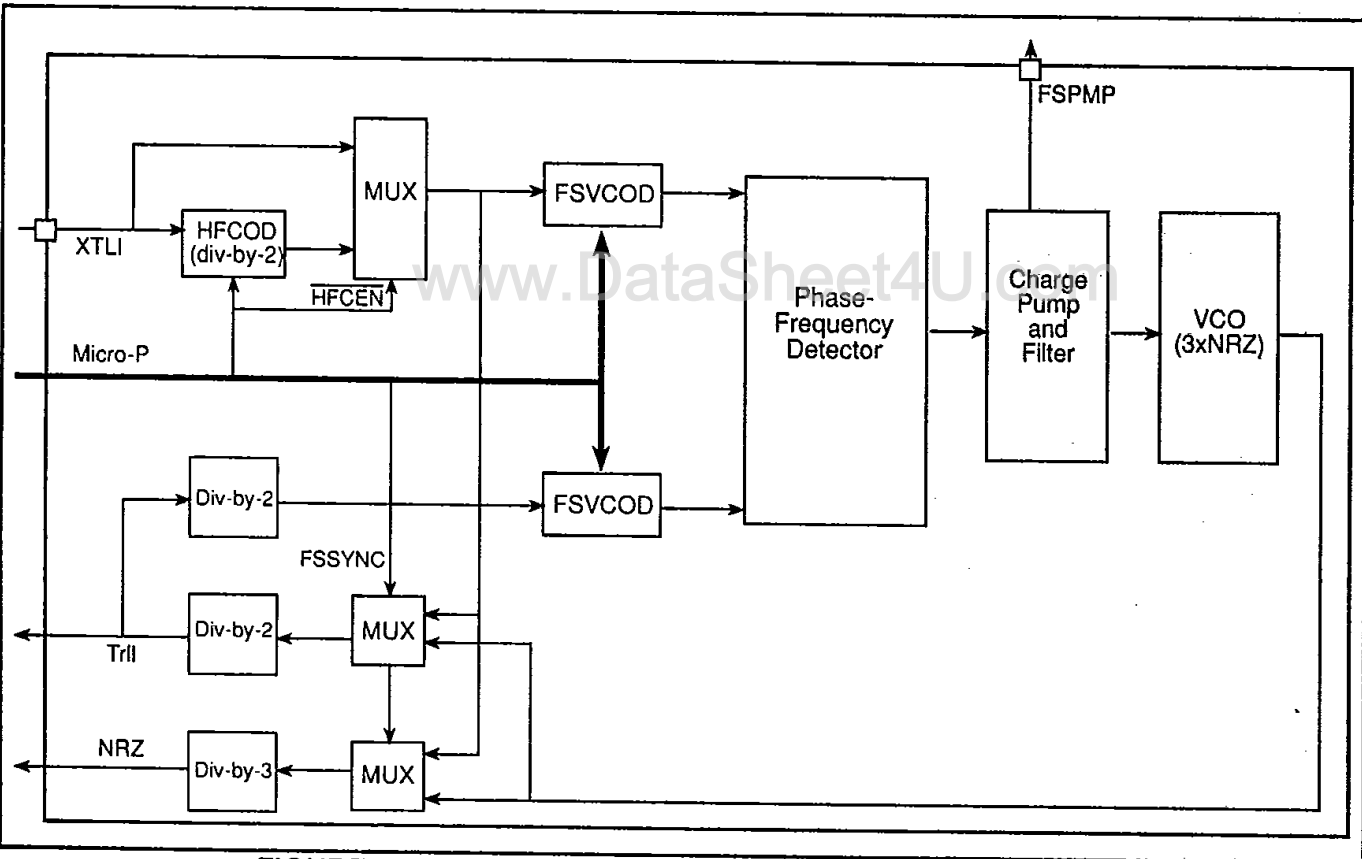 FSPMP
MUX
FSVCOD
XTLI
HFCOD
(div-by-2)
HFCEN
www.DataSheet4U.com
Phase-
Frequency
Detector
Charge
Pump
and
Filter
VCO
(3xNRZ)
Micro-P
Div-by-2
FSVCOD
FSSYNC
Div-by-2
MUX
TrII
NRZ
Div-by-3
MUX